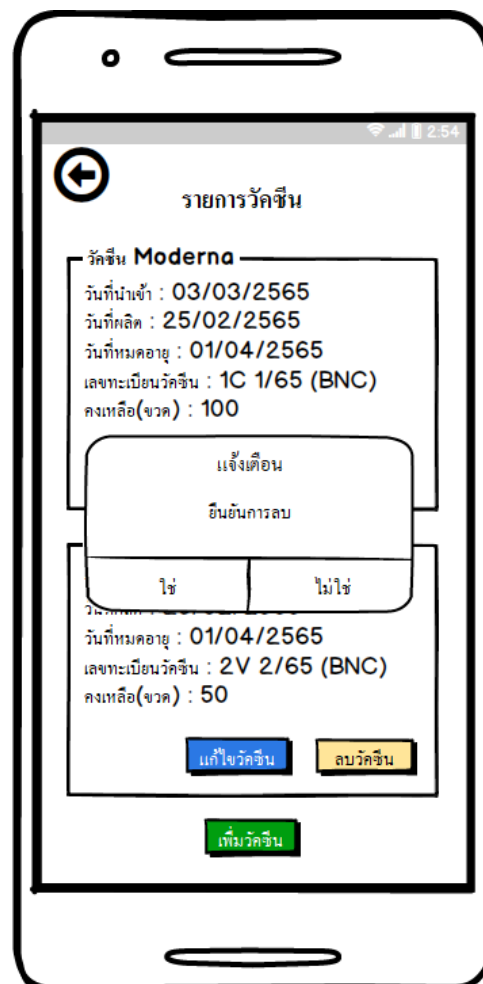 2:54
รายการวัคซีน
วัคซีน Moderna
วันที่นำเข้า : 03/03/2565
วันที่ผลิต : 25/02/2565
วันที่หมดอายุ : 01/04/2565
เลขทะเบียนวัคซีน : 1C 1/65 (BNC)
คงเหลือ(ขวด) : 100
แจ้งเตือน
ยืนยันการลบ
ใช่ ไม่ใช่
วันที่หมดอายุ : 01/04/2565
เลขทะเบียนวัคซีน : 2V 2/65 (BNC)
คงเหลือ(ขวด) : 50
แก้ไขวัคซีน ลบวัคซีน
เพิ่มวัคซีน